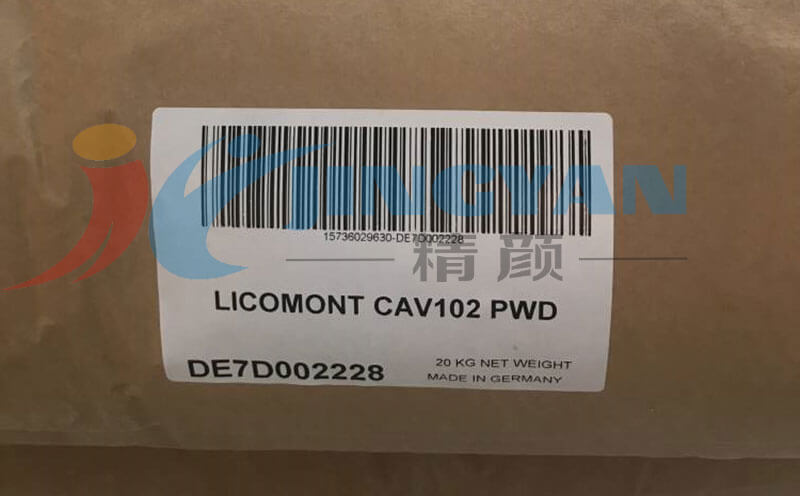 JINGYAN
精颜
15736029630-DE7D002228
LICOMONT CAV102 PWD
DE7D002228
20 KG NET WEIGHT
MADE IN GERMANY